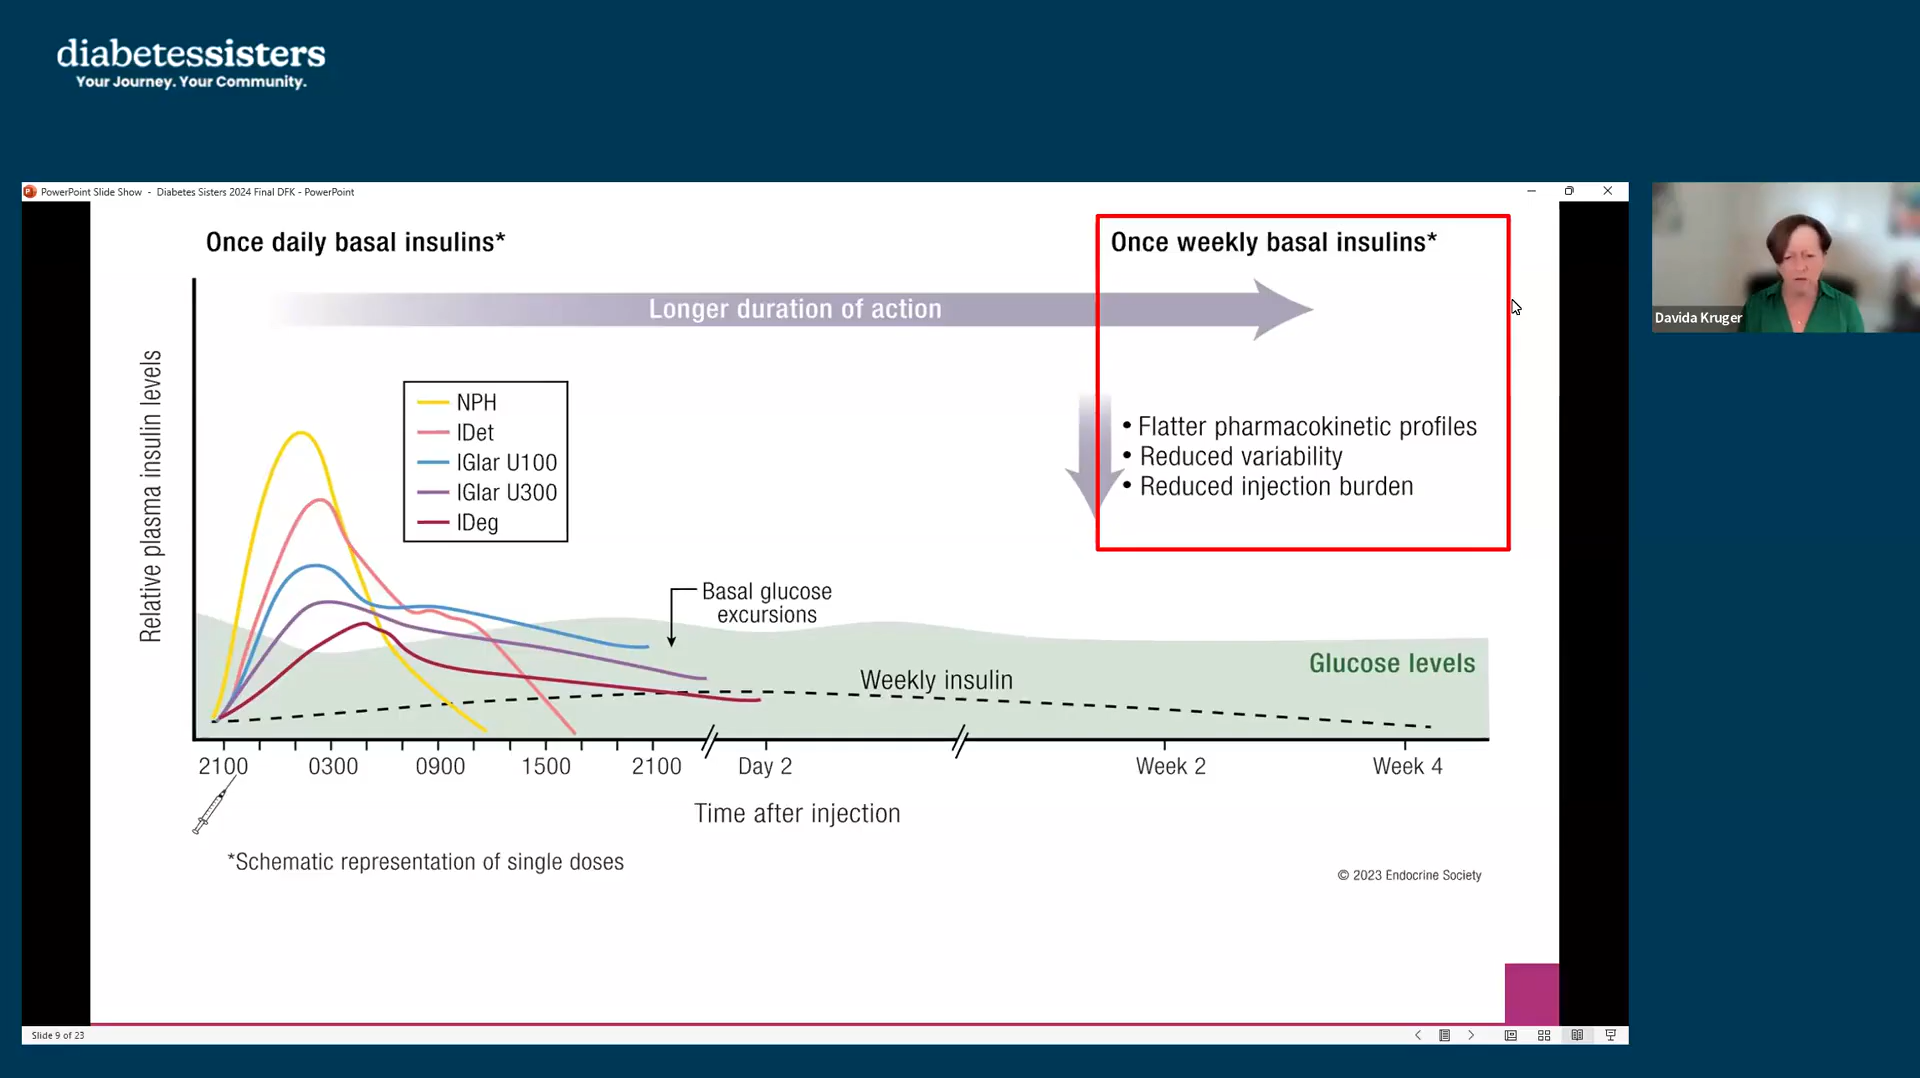 diabetessisters
Your Journey. Your Community.
PowerPoint Slide Show - Diabetes Sisters 2024 Final DFK - PowerPoint
Once daily basal insulins*
Once weekly basal insulins*
Longer duration of action
Relative plasma insulin levels
NPH
IDet
IGlar U100
IGlar U300
IDeg
• Flatter pharmacokinetic profiles
• Reduced variability
• Reduced injection burden
Basal glucose
excursions
Weekly insulin
Glucose levels
2100 0300 0900 1500 2100 Day 2 Week 2 Week 4
Time after injection
*Schematic representation of single doses
© 2023 Endocrine Society
Slide 9 of 23
Davida Kruger